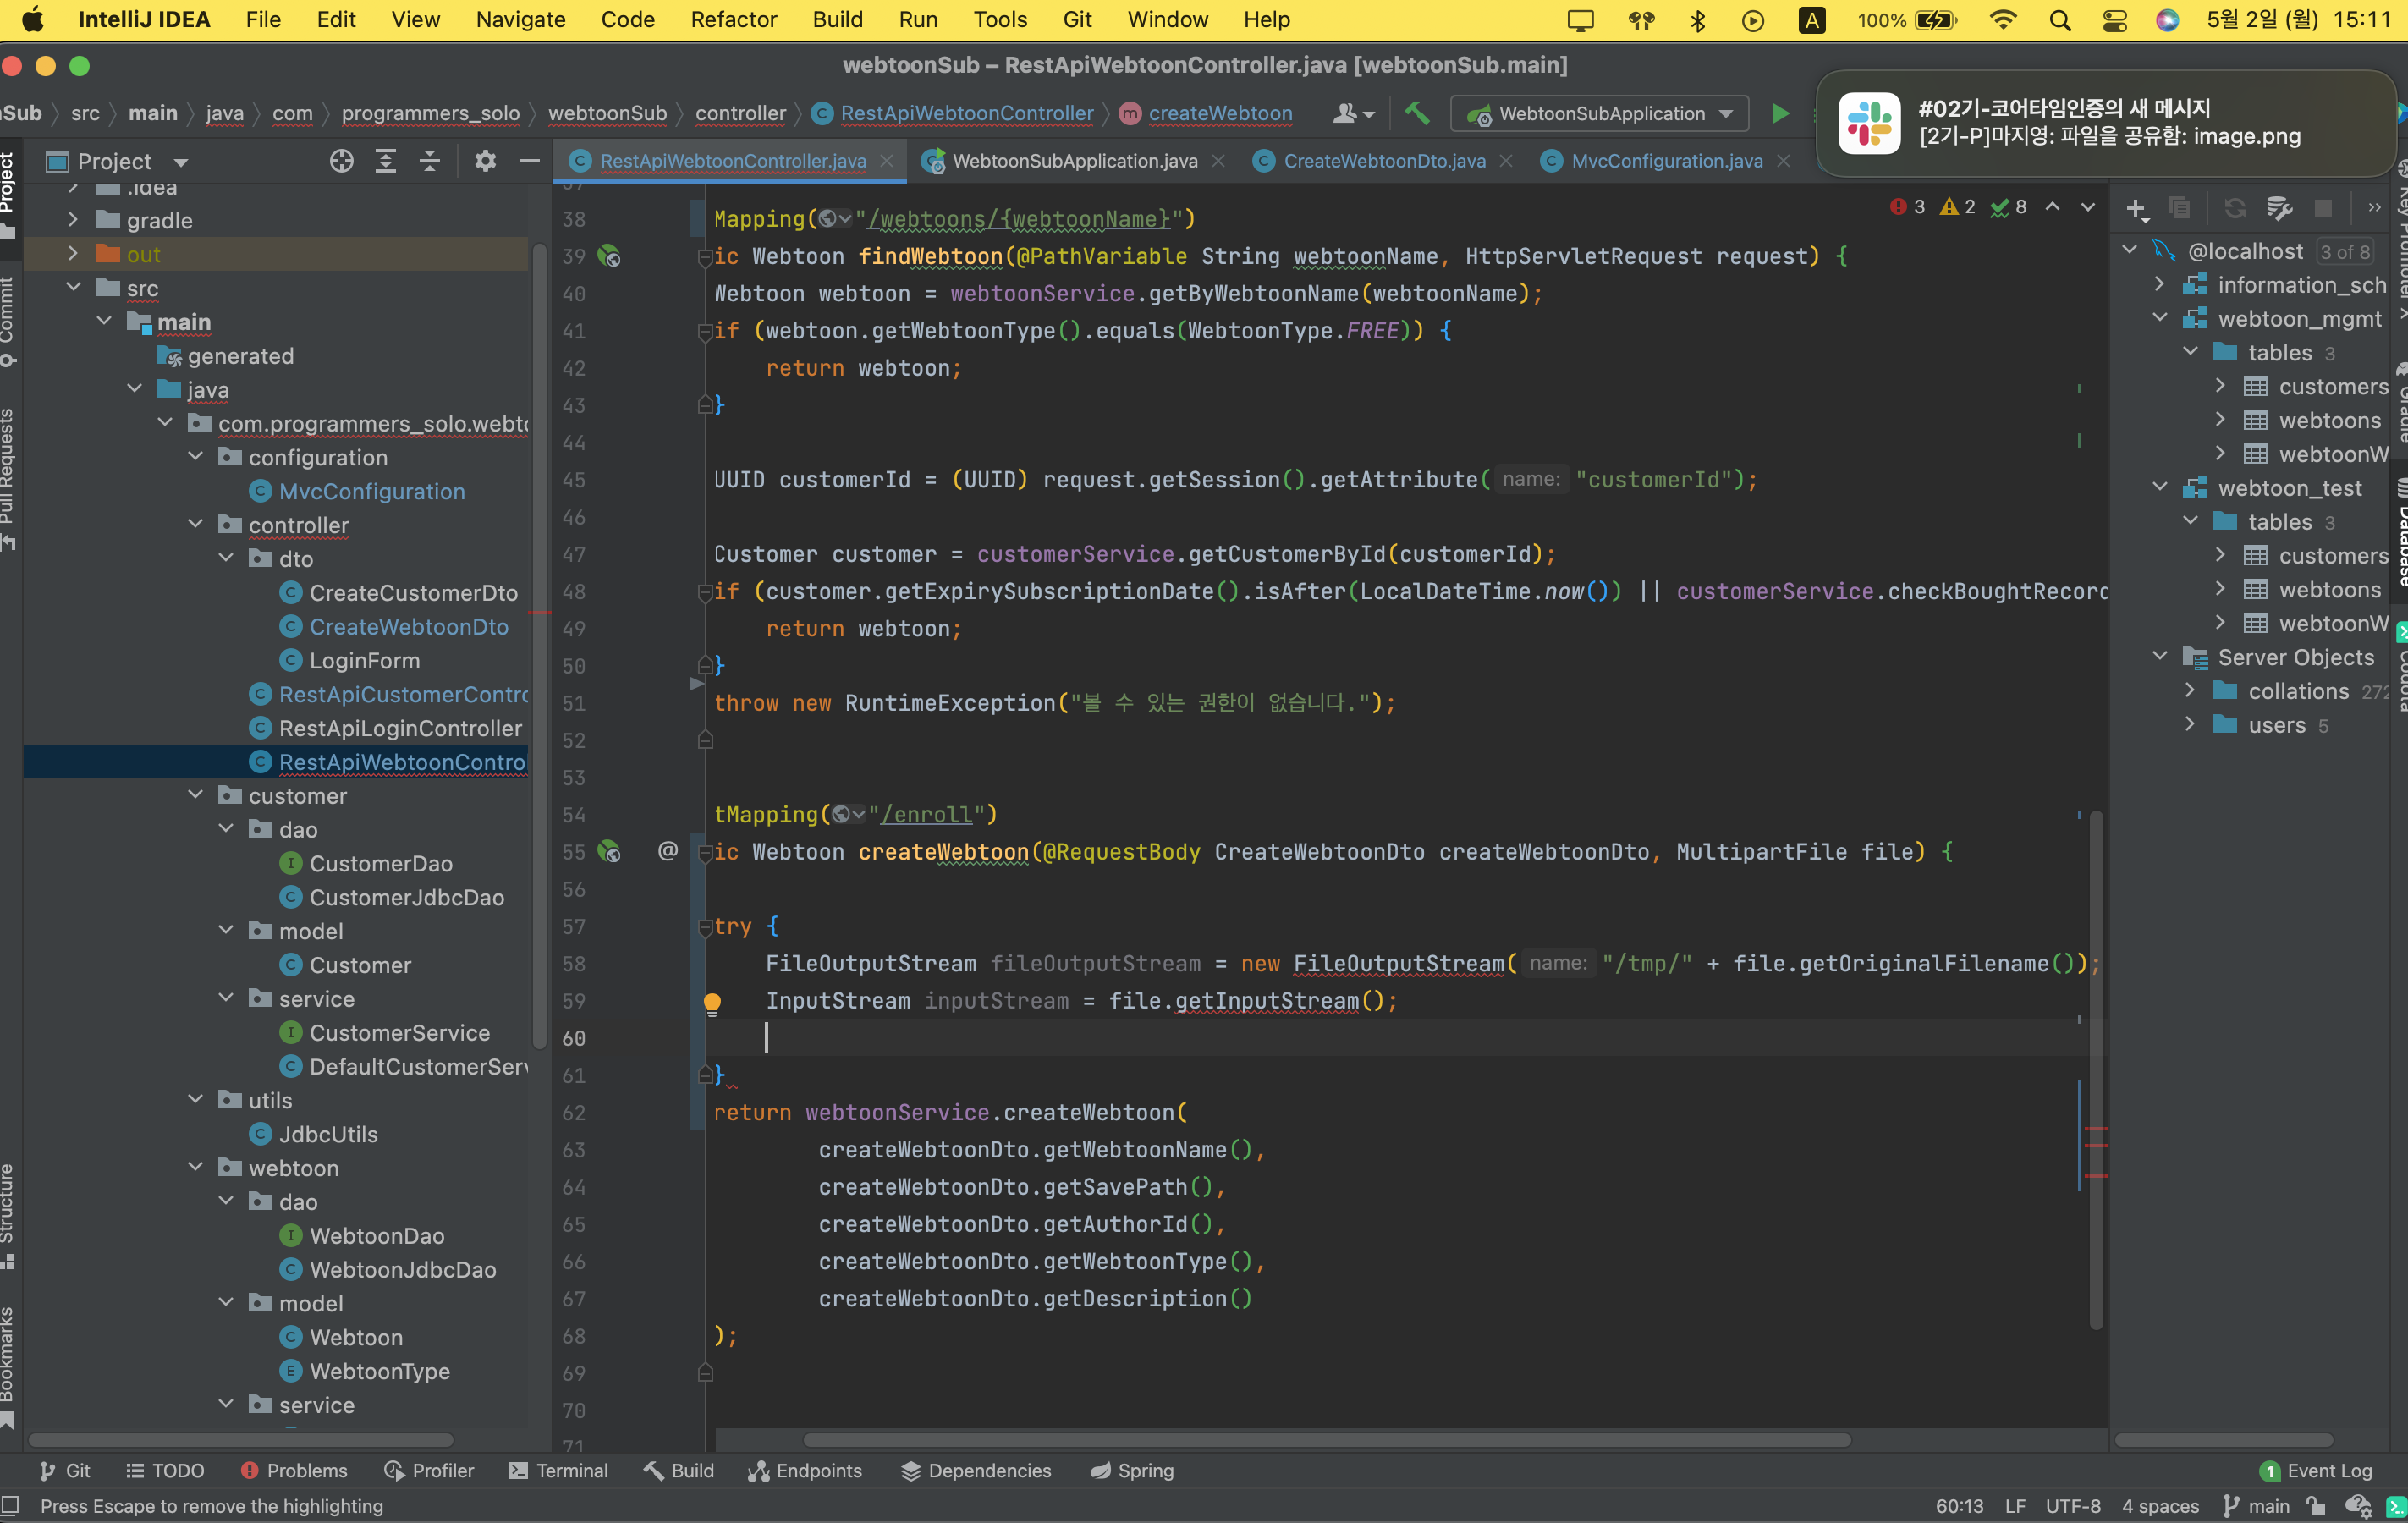 IntelliJ IDEA File Edit View Navigate Code Refactor Build Run Tools Git Window Help A 100% 5월 2일 (월) 15:11
webtoonSub – RestApiWebtoonController.java [webtoonSub.main]
Sub src main java com programmers_solo webtoonSub controller RestApiWebtoonController createWebtoon WebtoonSubApplication
#02기-코어타임인증의 새 메시지
[2기-P]마지영: 파일을 공유함: image.png
Project
RestApiWebtoonController.java WebtoonSubApplication.java CreateWebtoonDto.java MvcConfiguration.java
Project
Commit
Pull Requests
Structure
Bookmarks
.idea
gradle
out
src
main
generated
java
com.programmers_solo.webto
configuration
MvcConfiguration
controller
dto
CreateCustomerDto
CreateWebtoonDto
LoginForm
RestApiCustomerContro
RestApiLoginController
RestApiWebtoonContro
customer
dao
CustomerDao
CustomerJdbcDao
model
Customer
service
CustomerService
DefaultCustomerServ
utils
JdbcUtils
webtoon
dao
WebtoonDao
WebtoonJdbcDao
model
Webtoon
WebtoonType
service
3 2 8
38 Mapping("/webtoons/{webtoonName}")
39 ic Webtoon findWebtoon(@PathVariable String webtoonName, HttpServletRequest request) {
40 Webtoon webtoon = webtoonService.getByWebtoonName(webtoonName);
41 if (webtoon.getWebtoonType().equals(WebtoonType.FREE)) {
42 return webtoon;
43 }
44
45 UUID customerId = (UUID) request.getSession().getAttribute( name: "customerId");
46
47 Customer customer = customerService.getCustomerById(customerId);
48 if (customer.getExpirySubscriptionDate().isAfter(LocalDateTime.now()) || customerService.checkBoughtRecord
49 return webtoon;
50 }
51 throw new RuntimeException("볼 수 있는 권한이 없습니다.");
52
53
54 tMapping("/enroll")
55 @ ic Webtoon createWebtoon(@RequestBody CreateWebtoonDto createWebtoonDto, MultipartFile file) {
56
57 try {
58 FileOutputStream fileOutputStream = new FileOutputStream( name: "/tmp/" + file.getOriginalFilename());
59 InputStream inputStream = file.getInputStream();
60
61 }
62 return webtoonService.createWebtoon(
63 createWebtoonDto.getWebtoonName(),
64 createWebtoonDto.getSavePath(),
65 createWebtoonDto.getAuthorId(),
66 createWebtoonDto.getWebtoonType(),
67 createWebtoonDto.getDescription()
68 );
69
70
71
@localhost 3 of 8
information_sch
webtoon_mgmt
tables 3
customers
webtoons
webtoonW
webtoon_test
tables 3
customers
webtoons
webtoonW
Server Objects
collations 272
users 5
Key Promoter X
Gradle
Database
Git TODO Problems Profiler Terminal Build Endpoints Dependencies Spring 1 Event Log
Press Escape to remove the highlighting 60:13 LF UTF-8 4 spaces main